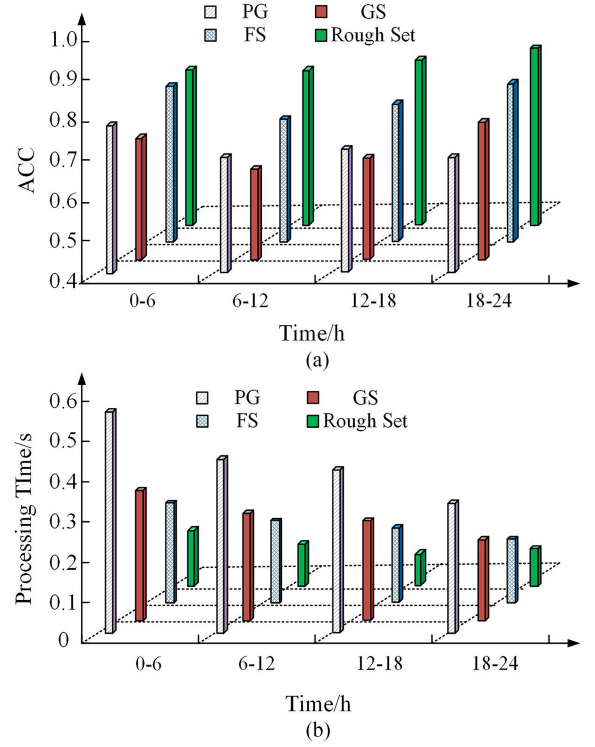 PG GS
FS Rough Set
1.0
0.9
0.8
0.7
0.6
0.5
0.4
ACC
0-6 6-12 12-18 18-24
Time/h
(a)
PG GS
FS Rough Set
0.6
0.5
0.4
0.3
0.2
0.1
0
Processing TIme/s
0-6 6-12 12-18 18-24
Time/h
(b)